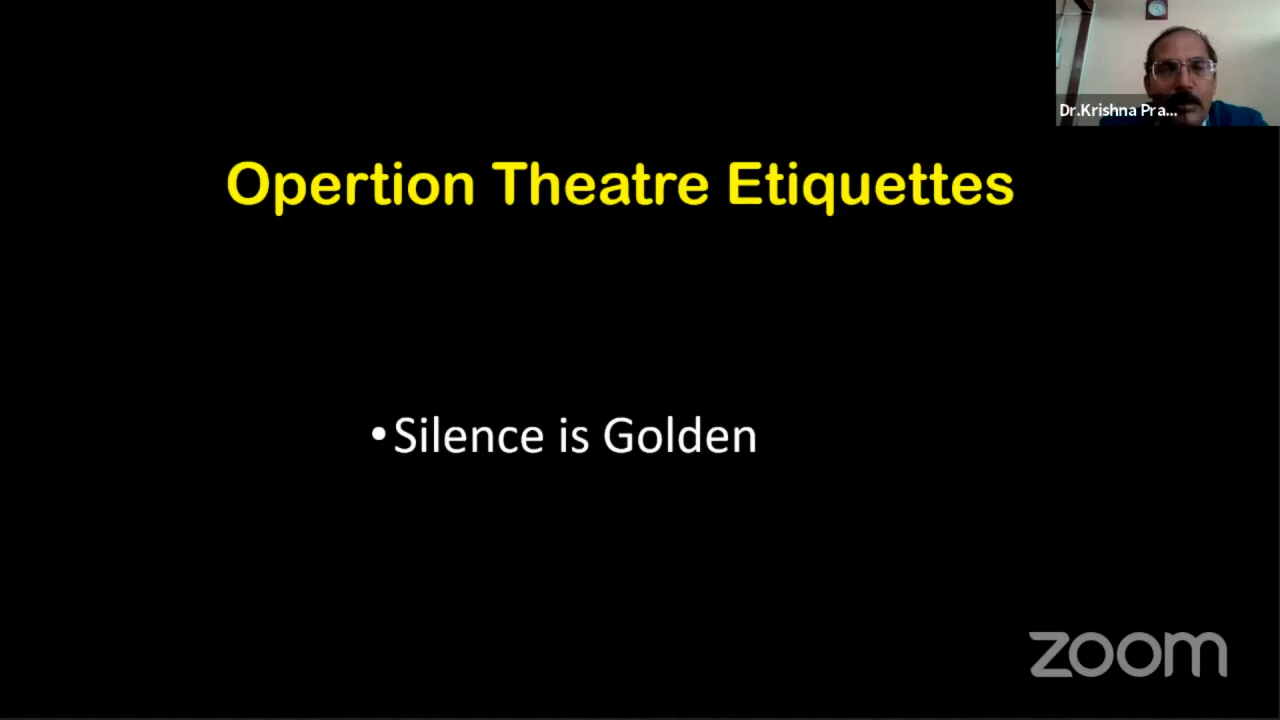 Dr.Krishna Pra...
Opertion Theatre Etiquettes
•Silence is Golden
zoom